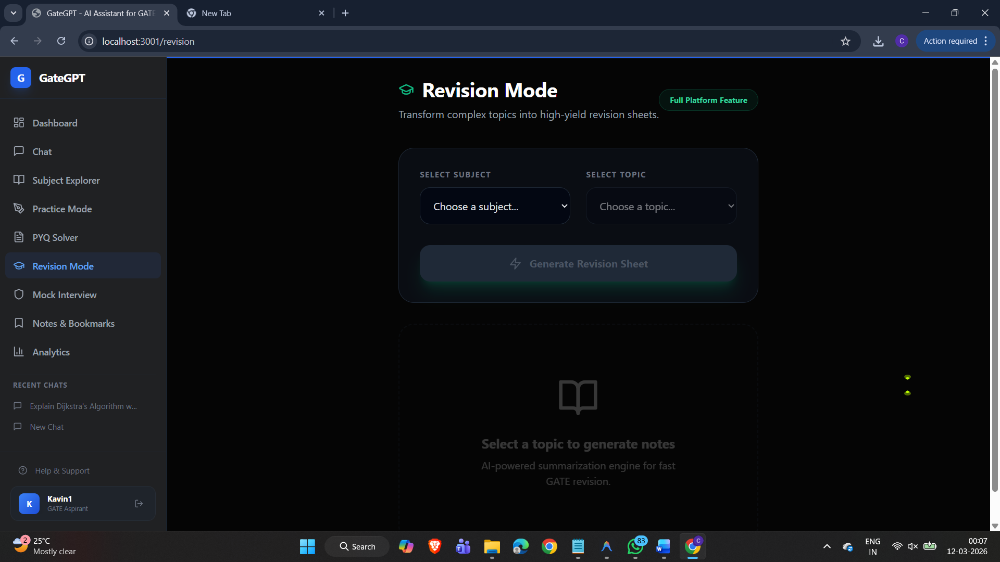 GateGPT - AI Assistant for GATE
New Tab
localhost:3001/revision
C
Action required
G
GateGPT
Dashboard
Chat
Subject Explorer
Practice Mode
PYQ Solver
Revision Mode
Mock Interview
Notes & Bookmarks
Analytics
RECENT CHATS
Explain Dijkstra's Algorithm w...
New Chat
Help & Support
K
Kavin1
GATE Aspirant
Revision Mode
Transform complex topics into high-yield revision sheets.
Full Platform Feature
SELECT SUBJECT
SELECT TOPIC
Choose a subject...
Choose a topic...
Generate Revision Sheet
Select a topic to generate notes
AI-powered summarization engine for fast
GATE revision.
2
25°C
Mostly clear
Search
T
83
W
C
ENG
IN
00:07
12-03-2026